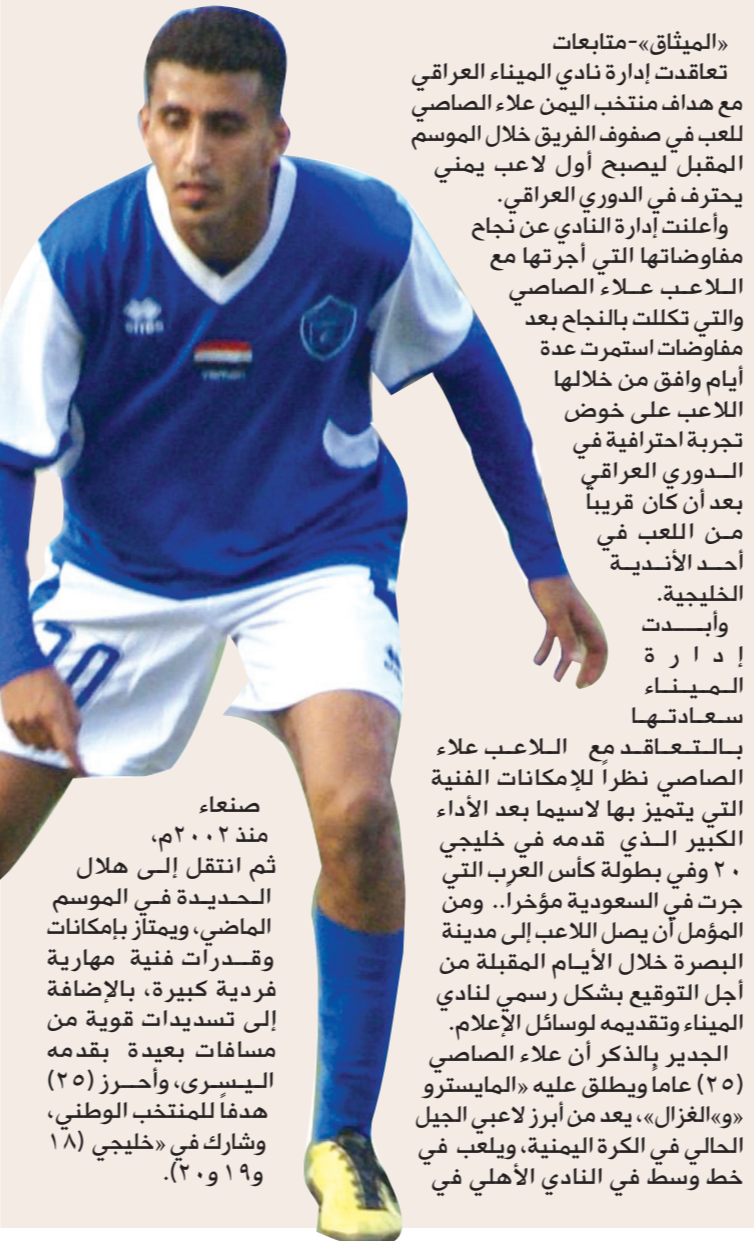 «الميثاق»-متابعات
تعاقدت إدارة نادي الميناء العراقي
مع هداف منتخب اليمن علاء الصاصي
للعب في صفوف الفريق خلال الموسم
المقبل ليصبح أول لاعب يمني
يحترف في الدوري العراقي.
وأعلنت إدارة النادي عن نجاح
مفاوضاتها التي أجرتها مع
اللاعب علاء الصاصي
والتي تكللت بالنجاح بعد
مفاوضات استمرت عدة
أيام وافق من خلالها
اللاعب على خوض
تجربة احترافية في
الدوري العراقي
بعد أن كان قريباً
من اللعب في
أحد الأندية
الخليجية.
وأبدت
إدارة
الميناء
سعادتها
بالتعاقد مع اللاعب علاء
الصاصي نظراً للإمكانات الفنية
التي يتميز بها لاسيما بعد الأداء
الكبير الذي قدمه في خليجي
٢٠ وفي بطولة كأس العرب التي
جرت في السعودية مؤخراً.. ومن
المؤمل أن يصل اللاعب إلى مدينة
البصرة خلال الأيام المقبلة من
أجل التوقيع بشكل رسمي لنادي
الميناء وتقديمه لوسائل الإعلام.
الجدير بالذكر أن علاء الصاصي
(٢٥) عاماً ويطلق عليه «المايسترو
«و»الغزال»، يعد من أبرز لاعبي الجيل
الحالي في الكرة اليمنية، ويلعب في
خط وسط في النادي الأهلي في
صنعاء
منذ ٢٠٠٢م،
ثم انتقل إلى هلال
الحديدة في الموسم
الماضي، ويمتاز بإمكانات
وقدرات فنية مهارية
فردية كبيرة، بالإضافة
إلى تسديدات قوية من
مسافات بعيدة بقدمه
اليسرى، وأحرز (٢٥)
هدفاً للمنتخب الوطني،
وشارك في «خليجي (١٨
و١٩ و٢٠).
errea
yemen
20